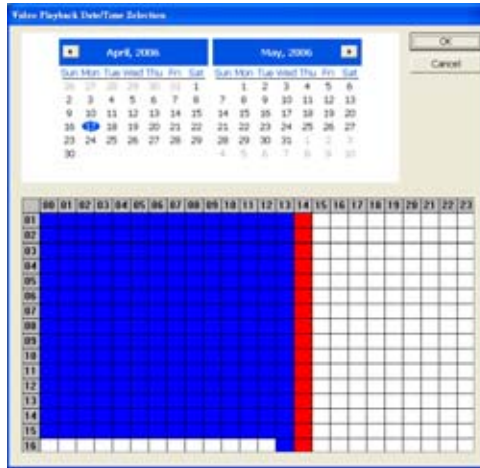 Video Playback Date/Time Selection
OK
Cancel
April, 2006
Sun Mon Tue Wed Thu Fri Sat
26 27 28 29 30 31 1
2 3 4 5 6 7 8
9 10 11 12 13 14 15
16 17 18 19 20 21 22
23 24 25 26 27 28 29
30
May, 2006
Sun Mon Tue Wed Thu Fri Sat
1 2 3 4 5 6
7 8 9 10 11 12 13
14 15 16 17 18 19 20
21 22 23 24 25 26 27
28 29 30 31 1 2 3
4 5 6 7 8 9 10
00 01 02 03 04 05 06 07 08 09 10 11 12 13 14 15 16 17 18 19 20 21 22 23
01
02
03
04
05
06
07
08
09
10
11
12
13
14
15
16